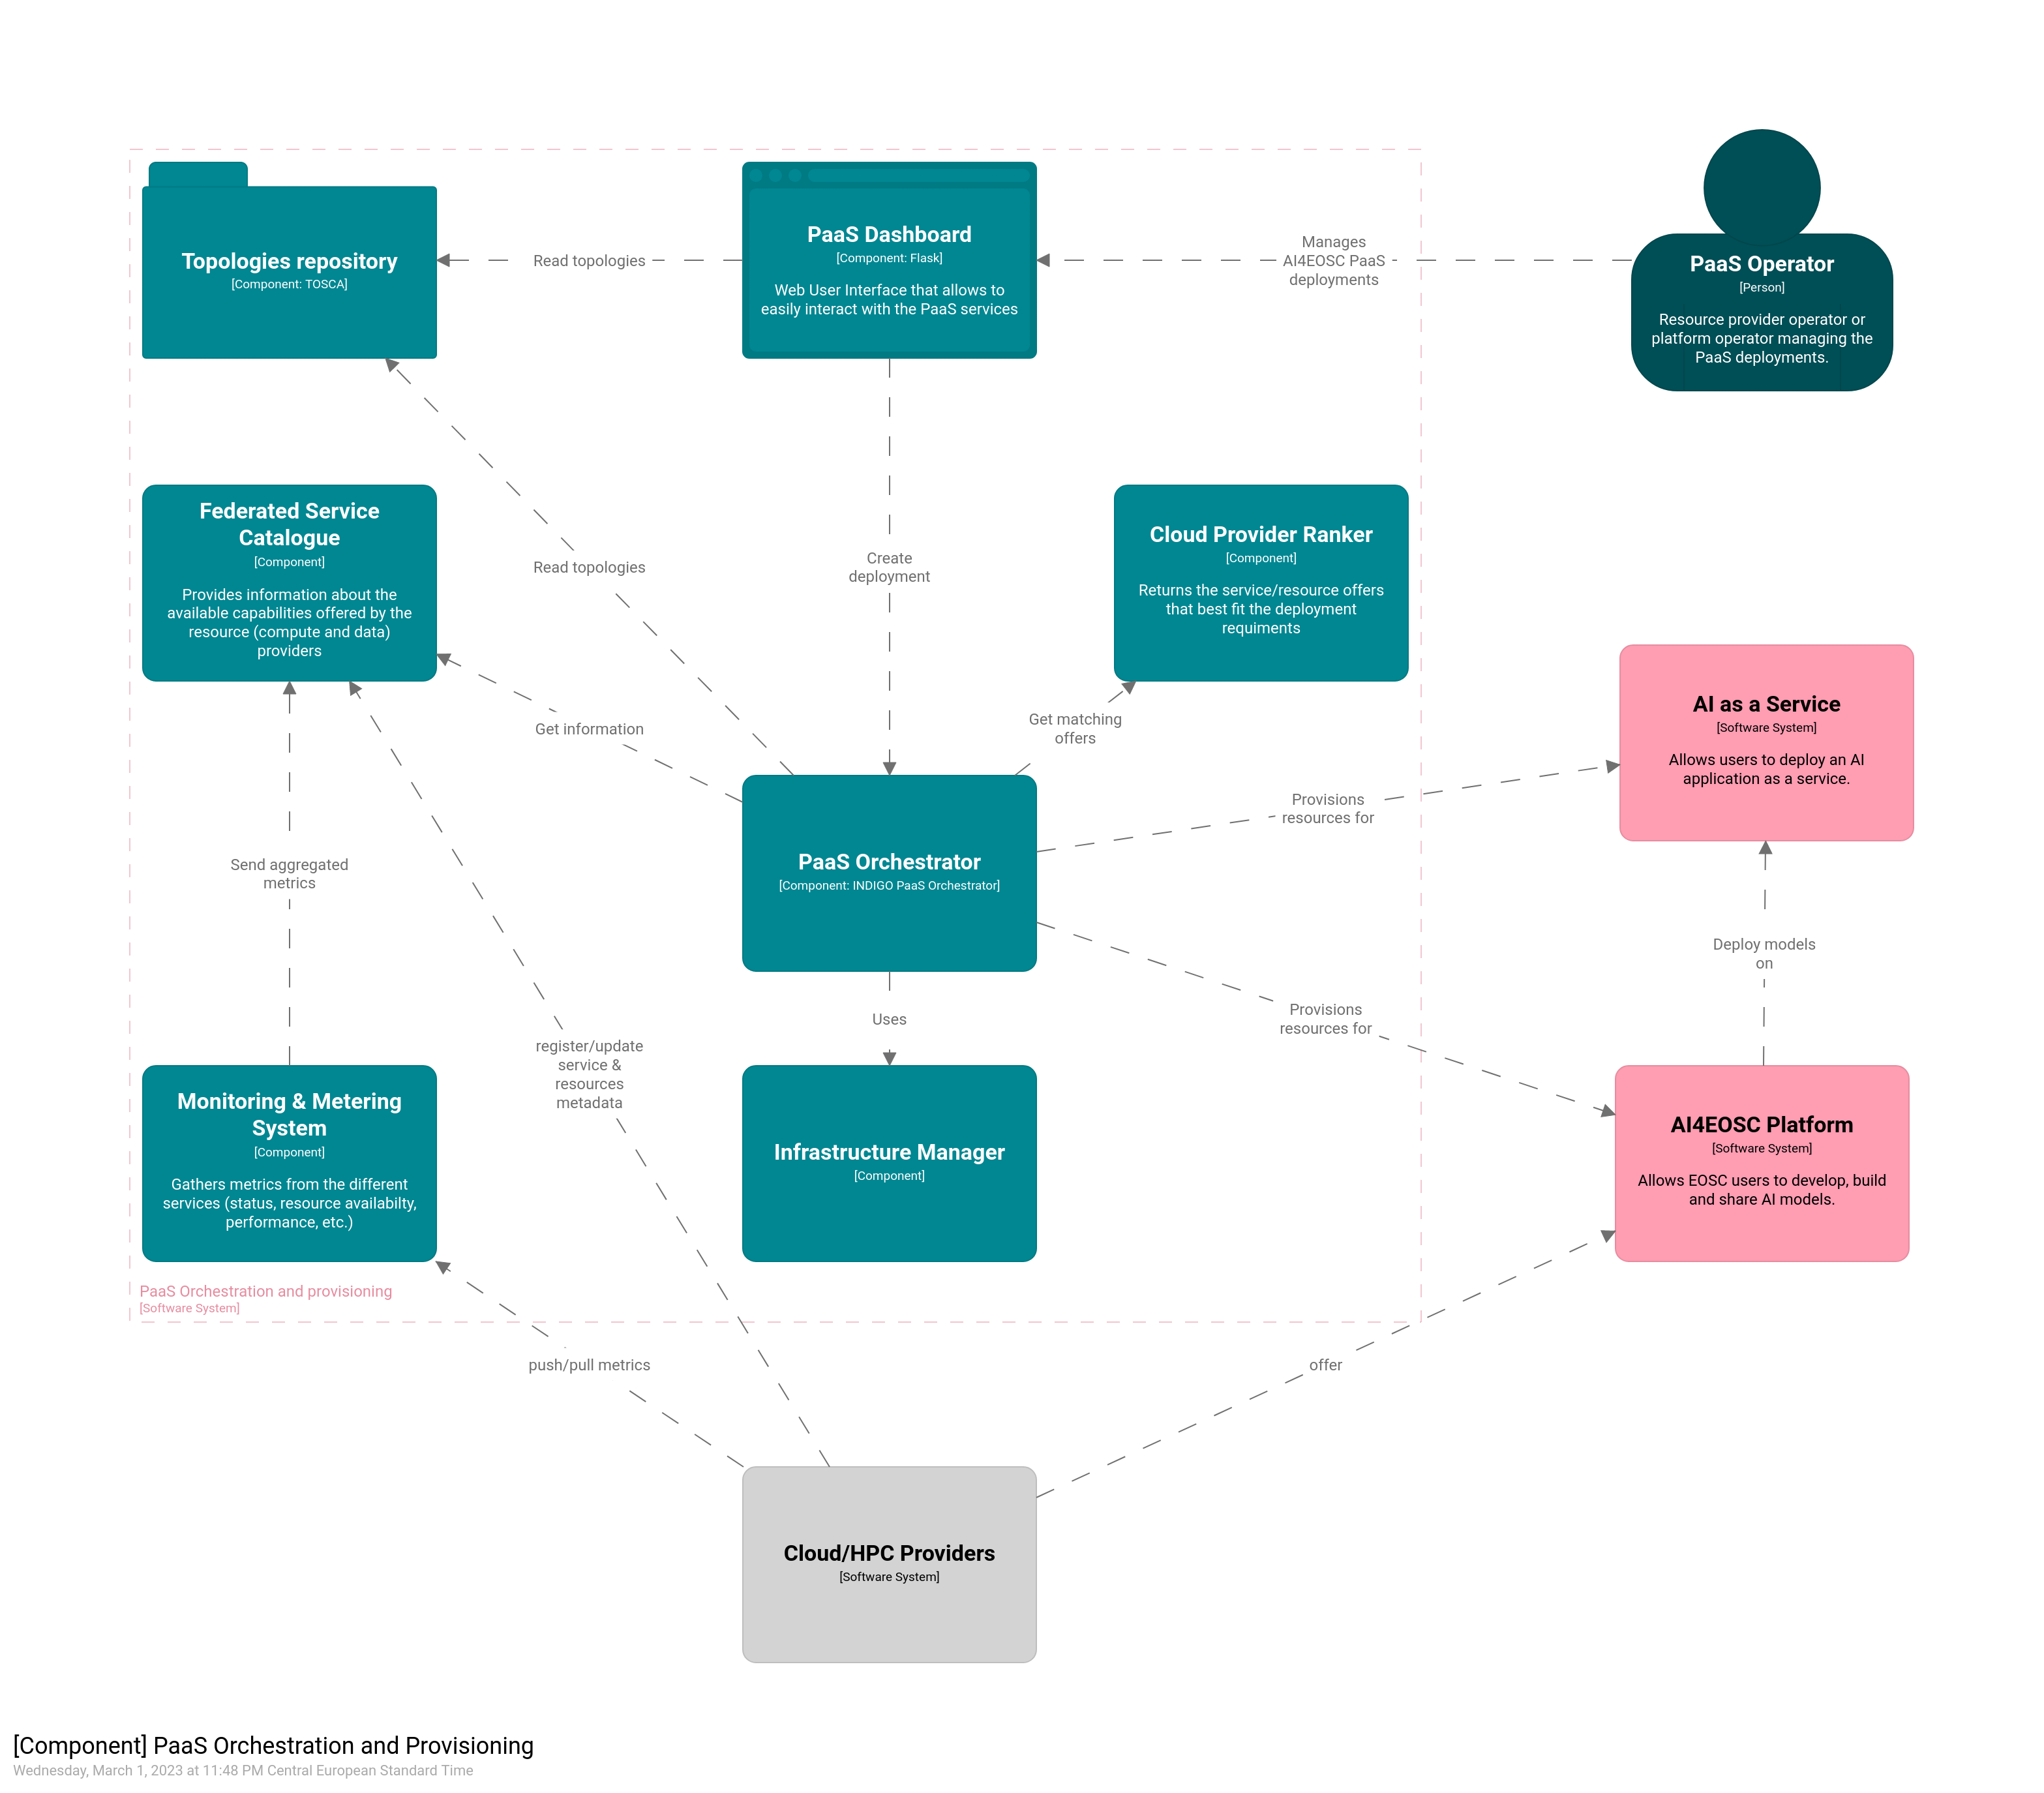 Topologies repository
[Component: TOSCA]
Read topologies
PaaS Dashboard
[Component: Flask]
Web User Interface that allows to
easily interact with the PaaS services
Manages
AI4EOSC PaaS
deployments
PaaS Operator
[Person]
Resource provider operator or
platform operator managing the
PaaS deployments.
Federated Service
Catalogue
[Component]
Provides information about the
available capabilities offered by the
resource (compute and data)
providers
Read topologies
Create
deployment
Cloud Provider Ranker
[Component]
Returns the service/resource offers
that best fit the deployment
requiments
Get information
Get matching
offers
AI as a Service
[Software System]
Allows users to deploy an AI
application as a service.
Provisions
resources for
Send aggregated
metrics
PaaS Orchestrator
[Component: INDIGO PaaS Orchestrator]
Deploy models
on
Uses
Provisions
resources for
register/update
service &
resources
metadata
Monitoring & Metering
System
[Component]
Gathers metrics from the different
services (status, resource availabilty,
performance, etc.)
Infrastructure Manager
[Component]
AI4EOSC Platform
[Software System]
Allows EOSC users to develop, build
and share AI models.
PaaS Orchestration and provisioning
[Software System]
push/pull metrics
offer
Cloud/HPC Providers
[Software System]
[Component] PaaS Orchestration and Provisioning
Wednesday, March 1, 2023 at 11:48 PM Central European Standard Time